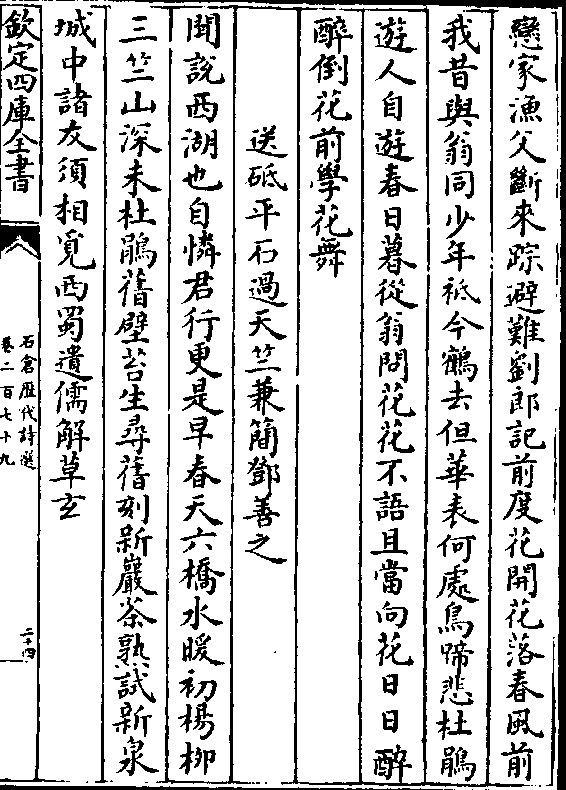 戀家漁父斷來踪避難劉郎記前度花開花落春風前
我昔與翁同少年祗今鶴去但華表何處鳥啼悲杜鵑
遊人自遊春日暮從翁問花花不語且當向花日日醉
醉倒花前學花舞
送砥平石過天竺兼簡鄧善之
聞說西湖也自憐君行更是早春天六橋水暖初楊栁
三竺山深未杜鵑舊壁苔生尋舊刻新巖茶熟試新泉
城中諸友須相覓西蜀遺儒解草玄
欽定四庫全書
石倉歴代詩選
卷二百七十九
二十四